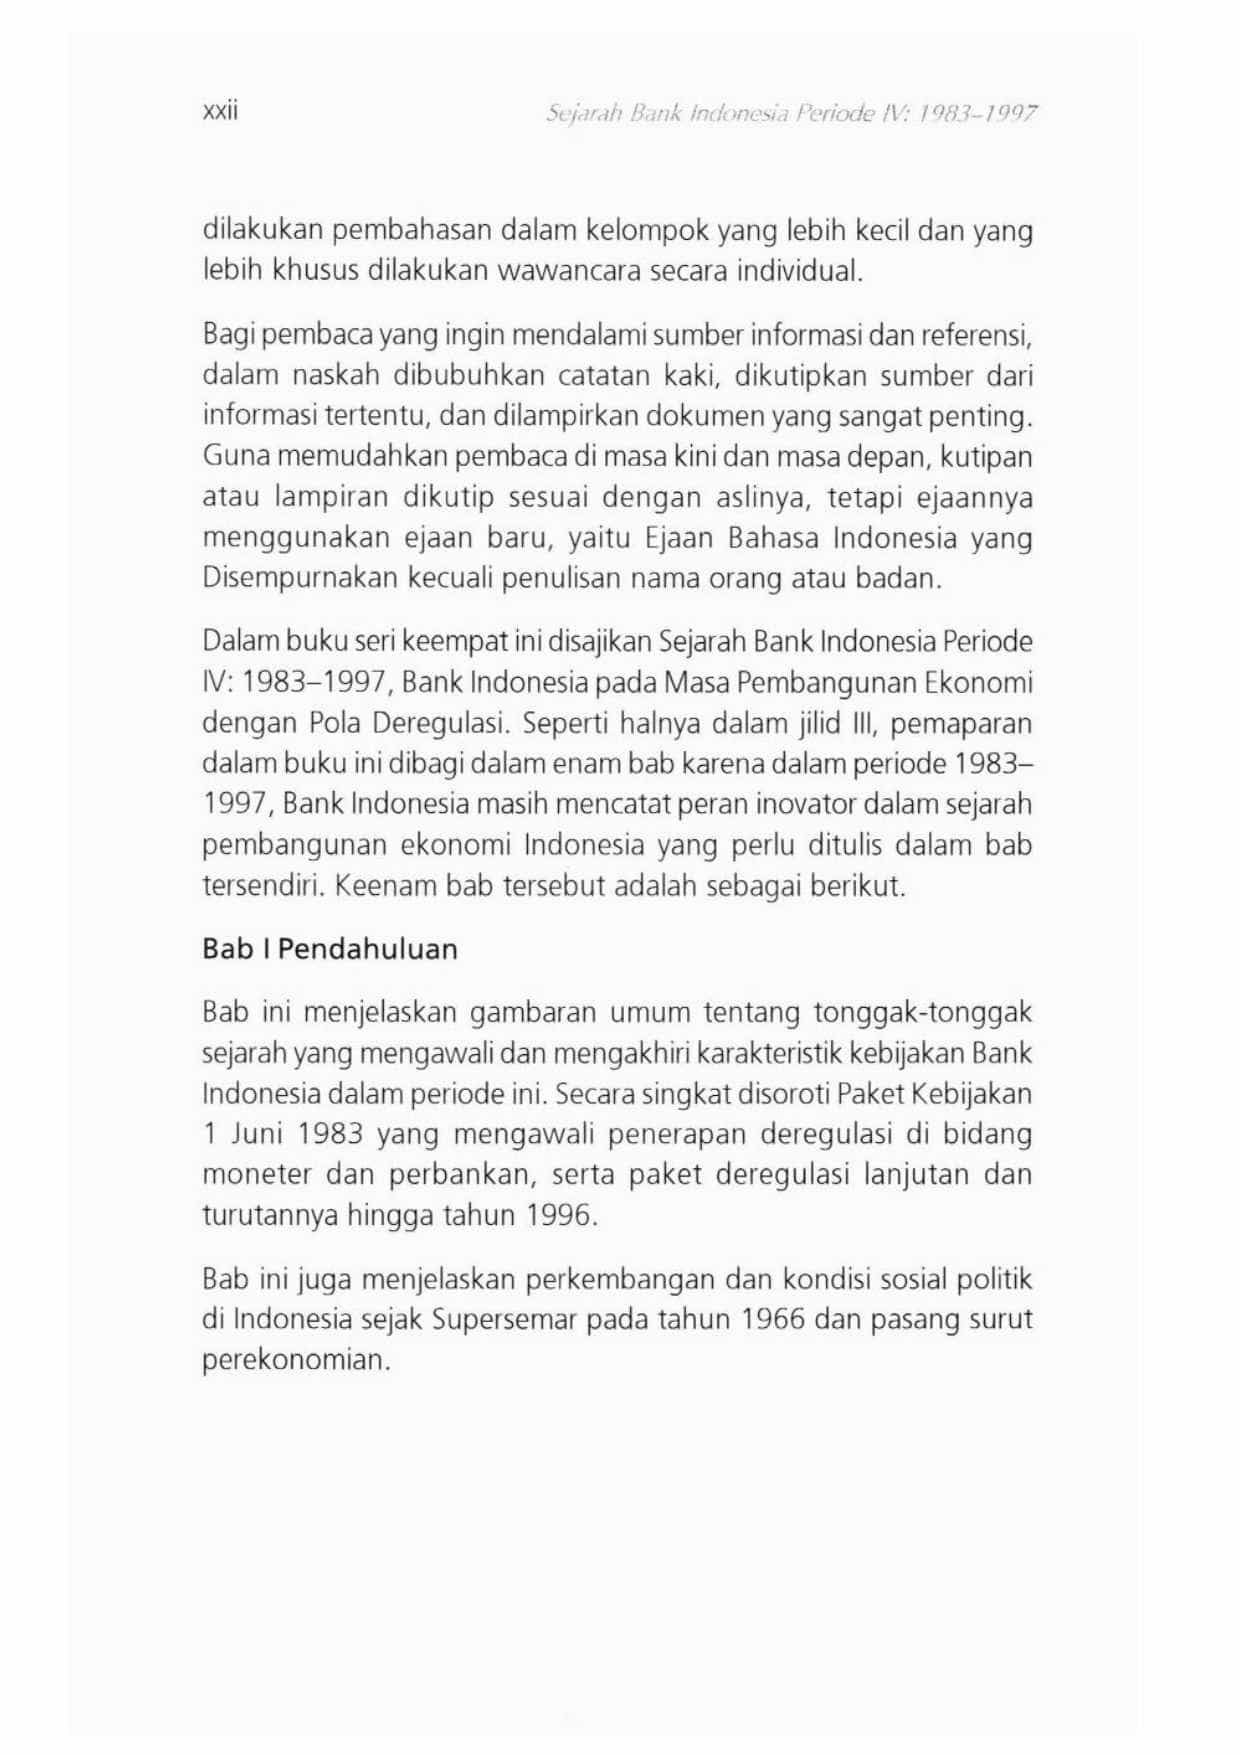 xxii
Sejarah Bank Indonesia Periode IV: 1983–1997
dilakukan pembahasan dalam kelompok yang lebih kecil dan yang
lebih khusus dilakukan wawancara secara individual.
Bagi pembaca yang ingin mendalami sumber informasi dan referensi,
dalam naskah dibubuhkan catatan kaki, dikutipkan sumber dari
informasi tertentu, dan dilampirkan dokumen yang sangat penting.
Guna memudahkan pembaca di masa kini dan masa depan, kutipan
atau lampiran dikutip sesuai dengan aslinya, tetapi ejaannya
menggunakan ejaan baru, yaitu Ejaan Bahasa Indonesia yang
Disempurnakan kecuali penulisan nama orang atau badan.
Dalam buku seri keempat ini disajikan Sejarah Bank Indonesia Periode
IV: 1983–1997, Bank Indonesia pada Masa Pembangunan Ekonomi
dengan Pola Deregulasi. Seperti halnya dalam jilid III, pemaparan
dalam buku ini dibagi dalam enam bab karena dalam periode 1983–
1997, Bank Indonesia masih mencatat peran inovator dalam sejarah
pembangunan ekonomi Indonesia yang perlu ditulis dalam bab
tersendiri. Keenam bab tersebut adalah sebagai berikut.
Bab I Pendahuluan
Bab ini menjelaskan gambaran umum tentang tonggak-tonggak
sejarah yang mengawali dan mengakhiri karakteristik kebijakan Bank
Indonesia dalam periode ini. Secara singkat disoroti Paket Kebijakan
1 Juni 1983 yang mengawali penerapan deregulasi di bidang
moneter dan perbankan, serta paket deregulasi lanjutan dan
turutannya hingga tahun 1996.
Bab ini juga menjelaskan perkembangan dan kondisi sosial politik
di Indonesia sejak Supersemar pada tahun 1966 dan pasang surut
perekonomian.